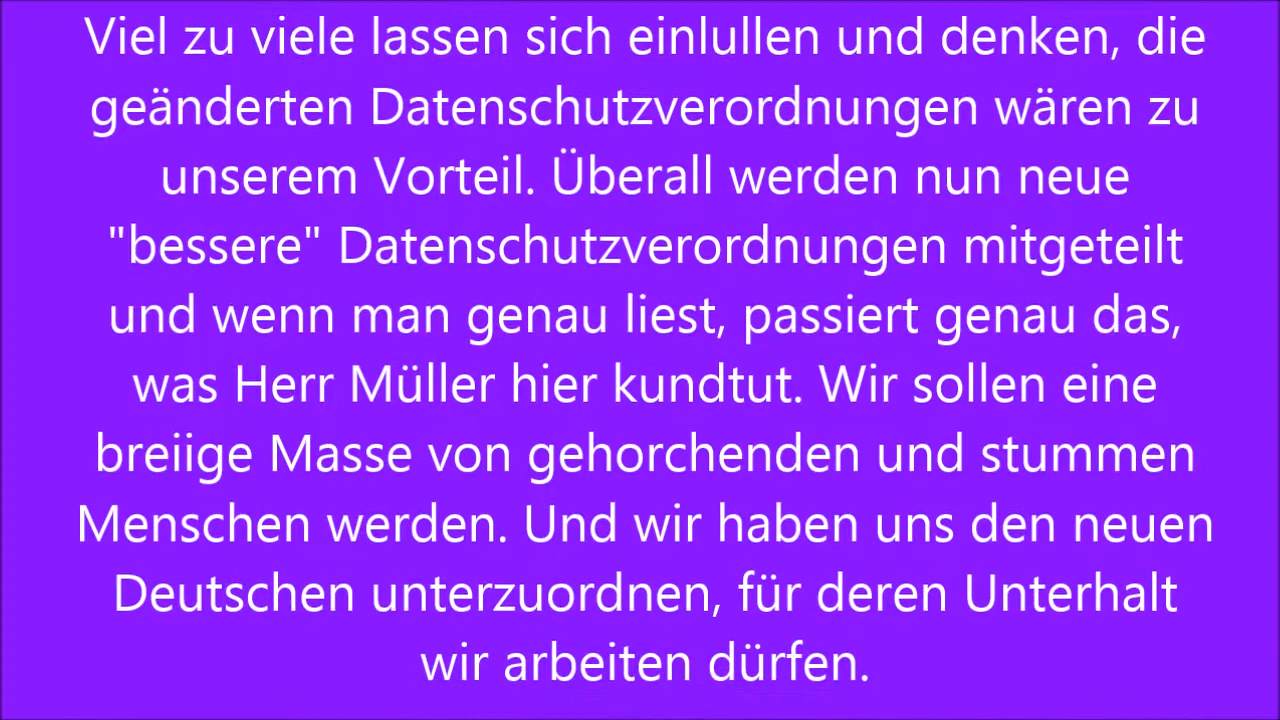 Viel zu viele lassen sich einlullen und denken, die
geänderten Datenschutzverordnungen wären zu
unserem Vorteil. Überall werden nun neue
"bessere" Datenschutzverordnungen mitgeteilt
und wenn man genau liest, passiert genau das,
was Herr Müller hier kundtut. Wir sollen eine
breiige Masse von gehorchenden und stummen
Menschen werden. Und wir haben uns den neuen
Deutschen unterzuordnen, für deren Unterhalt
wir arbeiten dürfen.